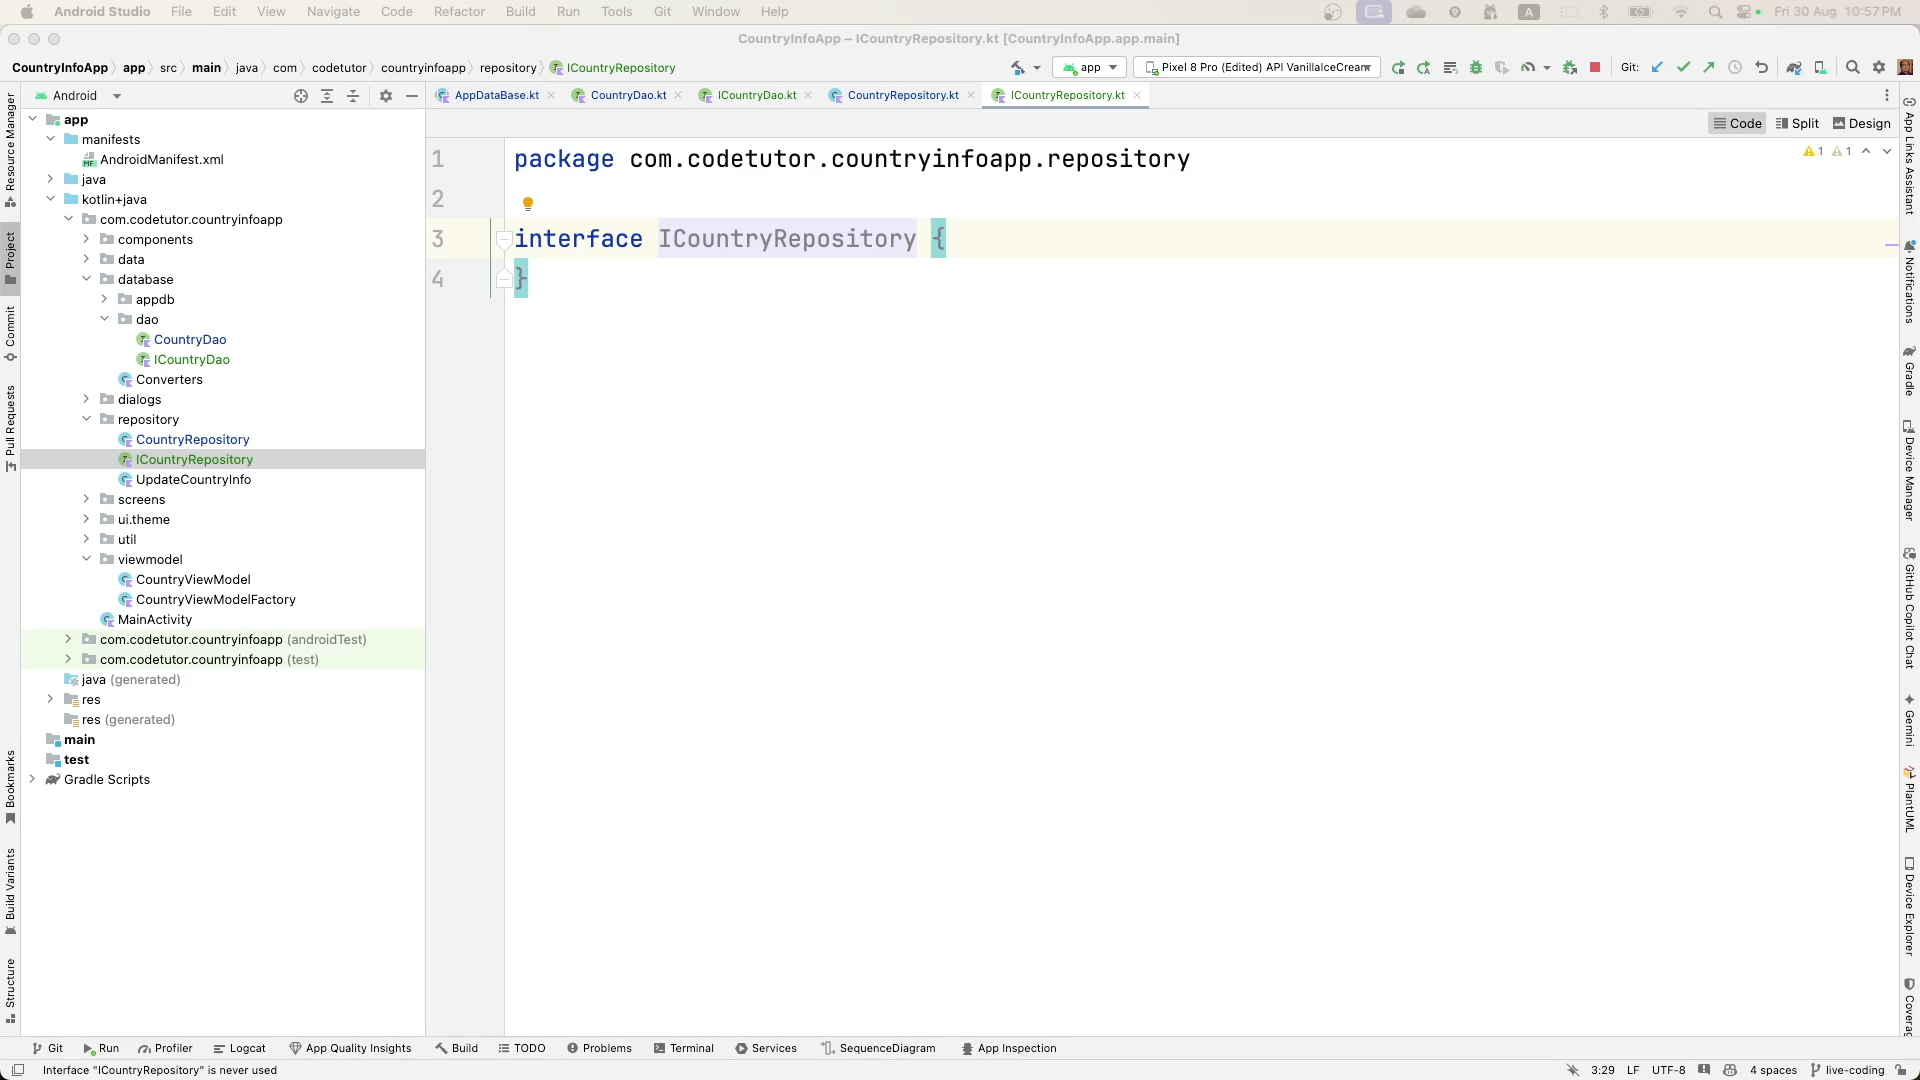 Android Studio File Edit View Navigate Code Refactor Build Run Tools Git Window Help A Fri 30 Aug 10:57 PM
CountryInfoApp – ICountryRepository.kt [CountryInfoApp.app.main]
CountryInfoApp app src main java com codetutor countryinfoapp repository ICountryRepository app Pixel 8 Pro (Edited) API VanillaIceCream Git:
Android AppDataBase.kt CountryDao.kt ICountryDao.kt CountryRepository.kt ICountryRepository.kt
Code Split Design
1 1
1 package com.codetutor.countryinfoapp.repository
2
3 interface ICountryRepository {
4 }
app
manifests
AndroidManifest.xml
java
kotlin+java
com.codetutor.countryinfoapp
components
data
database
appdb
dao
CountryDao
ICountryDao
Converters
dialogs
repository
CountryRepository
ICountryRepository
UpdateCountryInfo
screens
ui.theme
util
viewmodel
CountryViewModel
CountryViewModelFactory
MainActivity
com.codetutor.countryinfoapp (androidTest)
com.codetutor.countryinfoapp (test)
java (generated)
res
res (generated)
main
test
Gradle Scripts
Resource Manager
Project
Commit
Pull Requests
Bookmarks
Build Variants
Structure
App Links Assistant
Notifications
Gradle
Device Manager
GitHub Copilot Chat
Gemini
PlantUML
Device Explorer
Coverag
Git Run Profiler Logcat App Quality Insights Build TODO Problems Terminal Services SequenceDiagram App Inspection
Interface "ICountryRepository" is never used 3:29 LF UTF-8 4 spaces live-coding